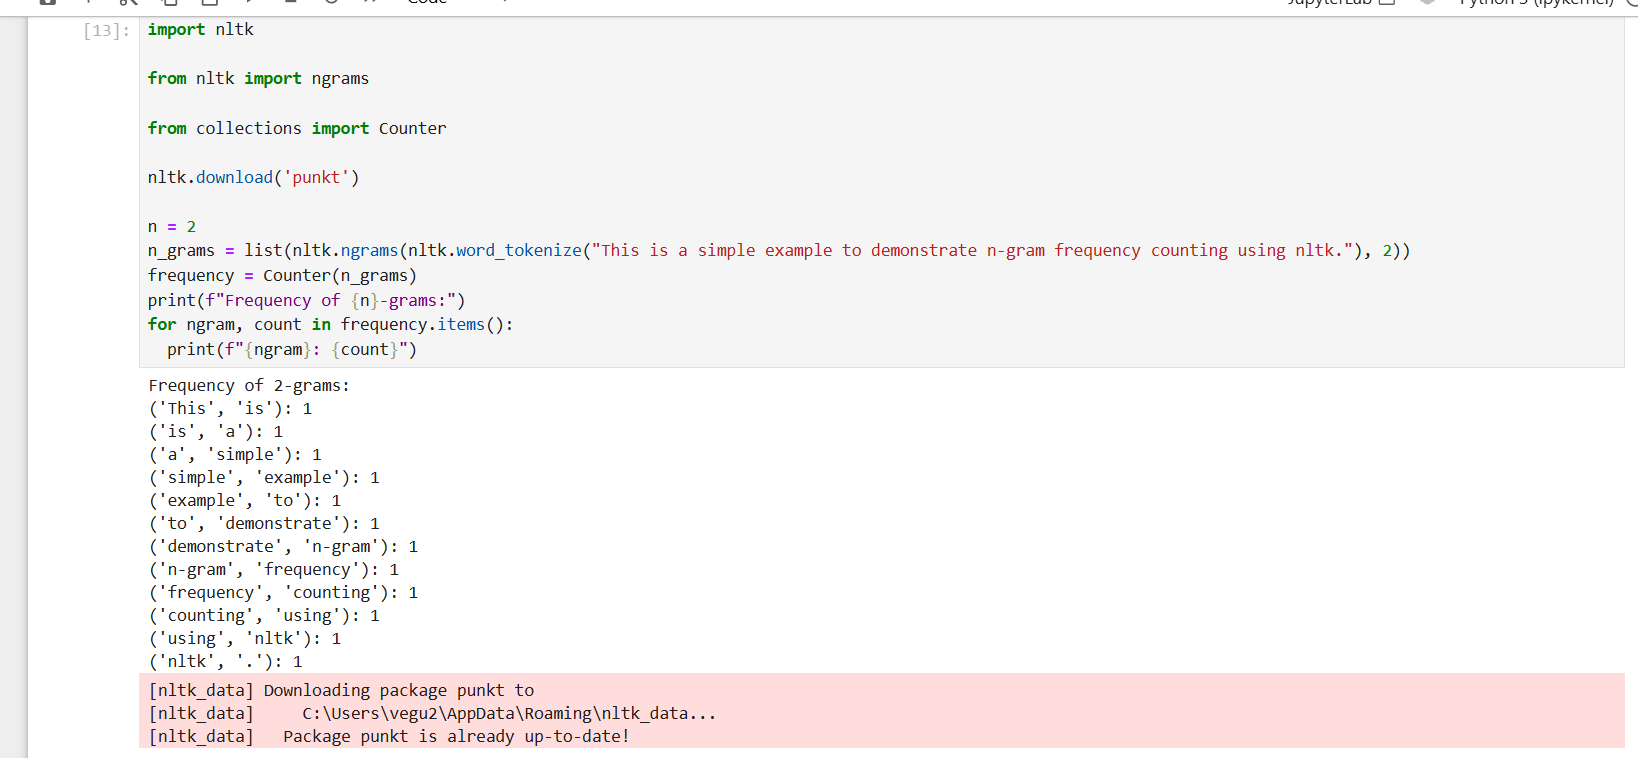 Code
JupyterLab
Python 3 (ipykernel)
[13]:
import nltk
from nltk import ngrams
from collections import Counter
nltk.download('punkt')
n = 2
n_grams = list(nltk.ngrams(nltk.word_tokenize("This is a simple example to demonstrate n-gram frequency counting using nltk."), 2))
frequency = Counter(n_grams)
print(f"Frequency of {n}-grams:")
for ngram, count in frequency.items():
  print(f"{ngram}: {count}")
Frequency of 2-grams:
('This', 'is'): 1
('is', 'a'): 1
('a', 'simple'): 1
('simple', 'example'): 1
('example', 'to'): 1
('to', 'demonstrate'): 1
('demonstrate', 'n-gram'): 1
('n-gram', 'frequency'): 1
('frequency', 'counting'): 1
('counting', 'using'): 1
('using', 'nltk'): 1
('nltk', '.'): 1
[nltk_data] Downloading package punkt to
[nltk_data]     C:\Users\vegu2\AppData\Roaming\nltk_data...
[nltk_data]   Package punkt is already up-to-date!